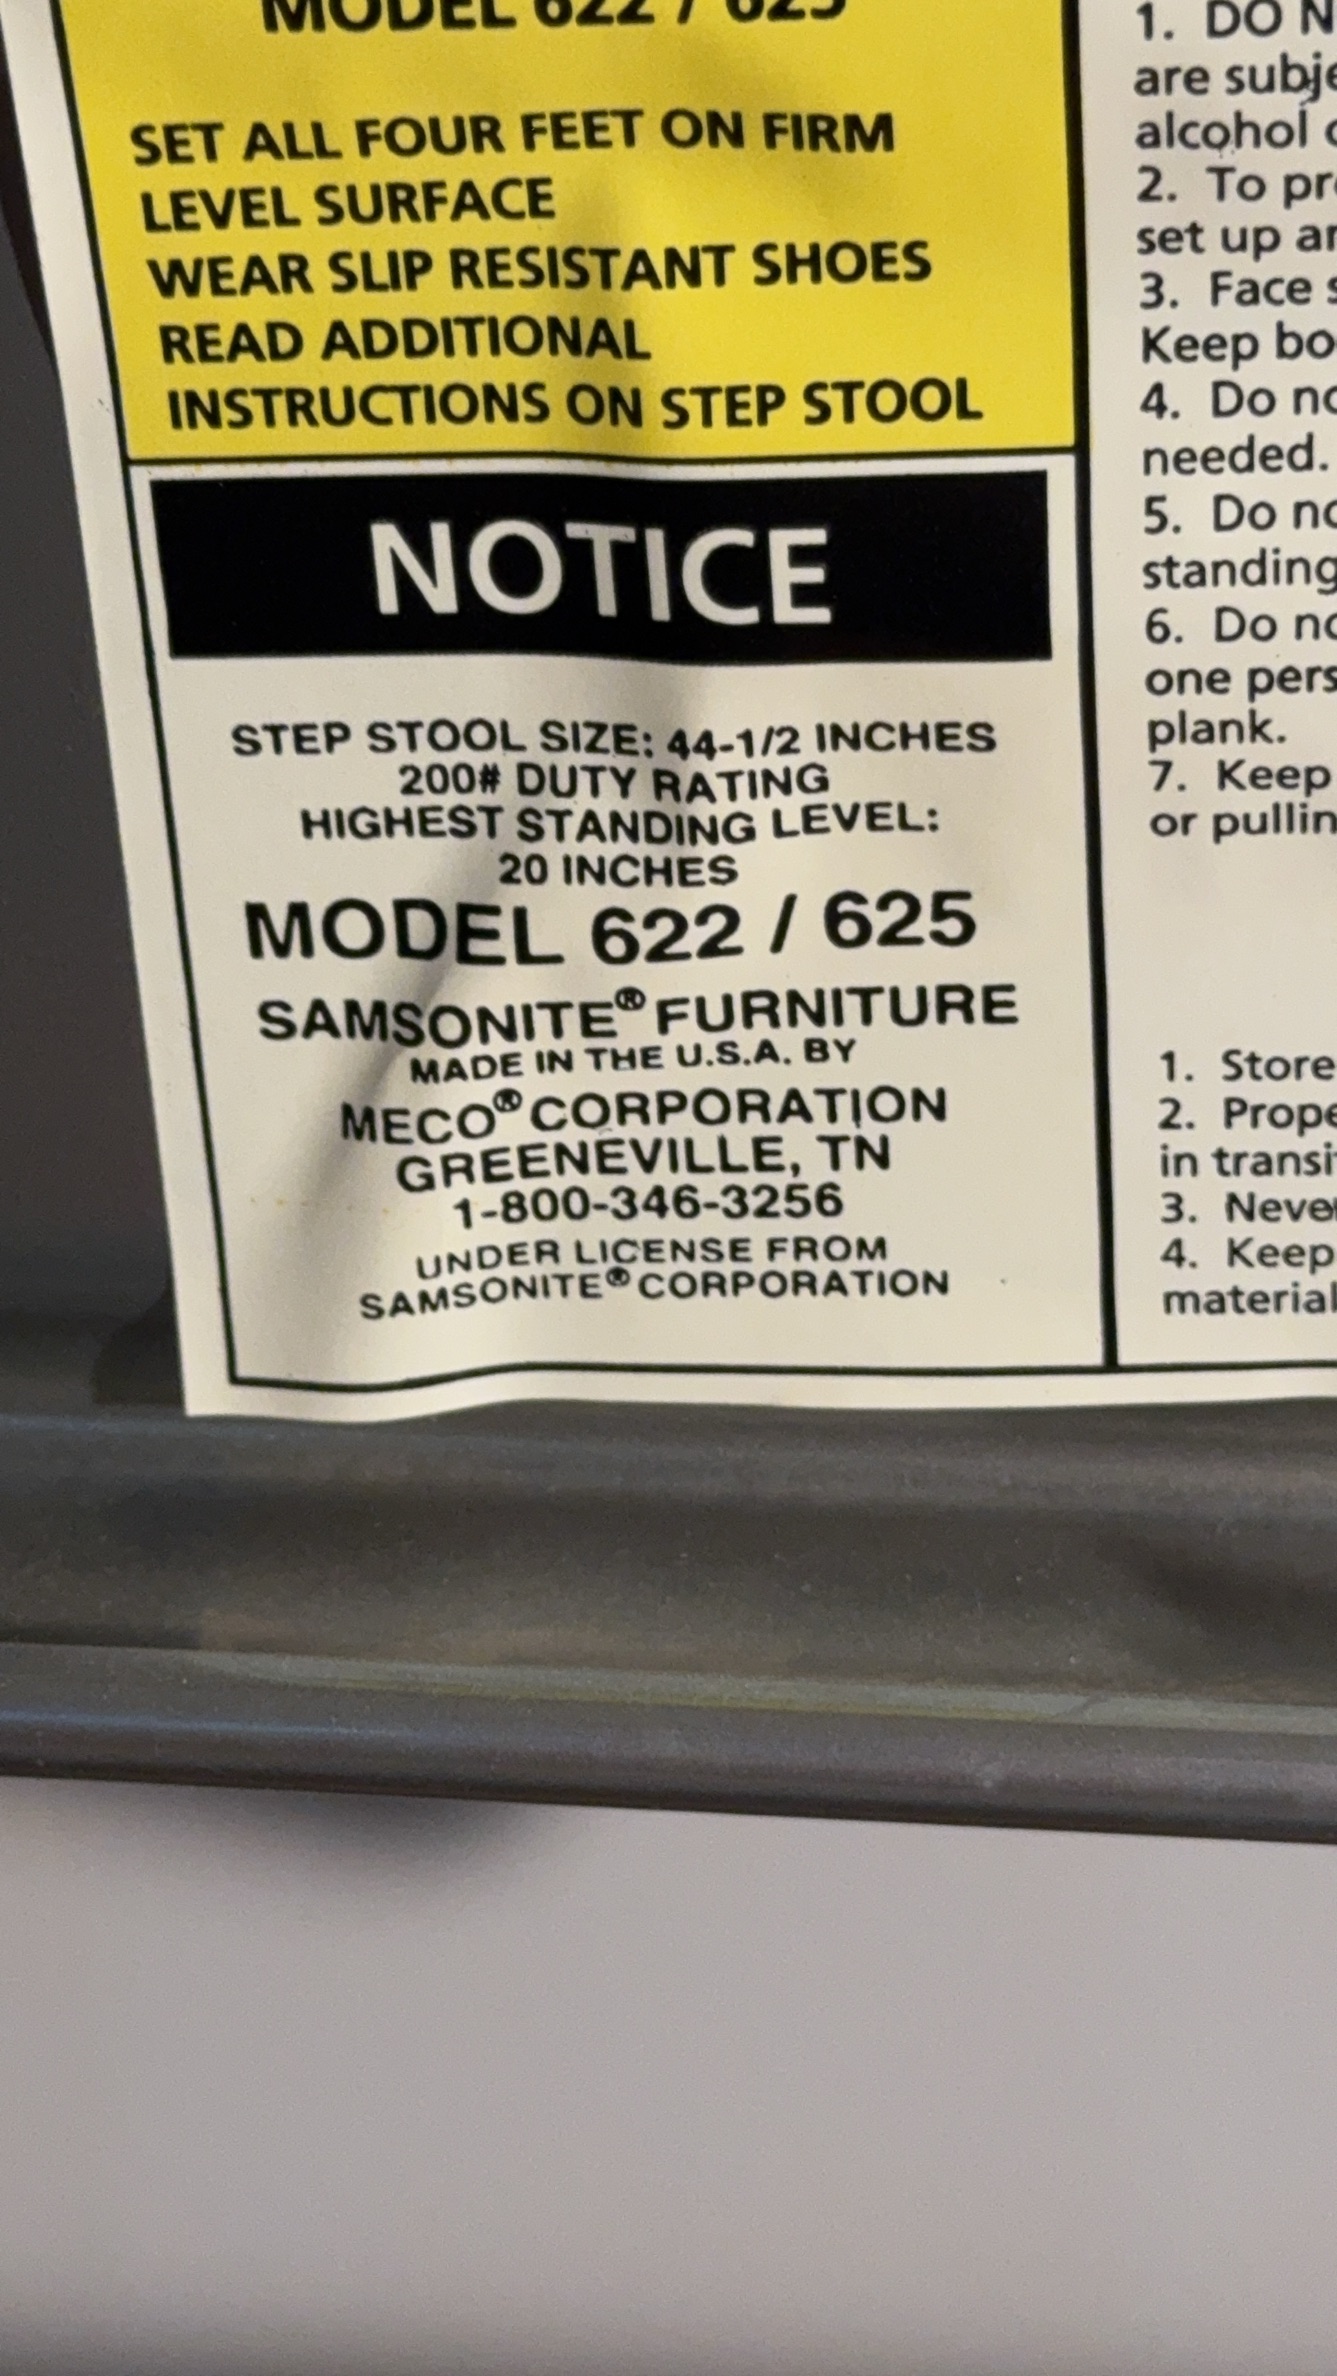 MODEL 622 / 625
SET ALL FOUR FEET ON FIRM
LEVEL SURFACE
WEAR SLIP RESISTANT SHOES
READ ADDITIONAL
INSTRUCTIONS ON STEP STOOL
NOTICE
STEP STOOL SIZE: 44-1/2 INCHES
200# DUTY RATING
HIGHEST STANDING LEVEL:
20 INCHES
MODEL 622 / 625
SAMSONITE® FURNITURE
MADE IN THE U.S.A. BY
MECO® CORPORATION
GREENEVILLE, TN
1-800-346-3256
UNDER LICENSE FROM
SAMSONITE® CORPORATION
1. DO
are
alcohol
2. To
set up
3. Face
Keep
4. Do
needed.
5. Do
standing
6. Do
one
plank.
7. Keep
or
1. Store
2.
in
3.
4. Keep
material